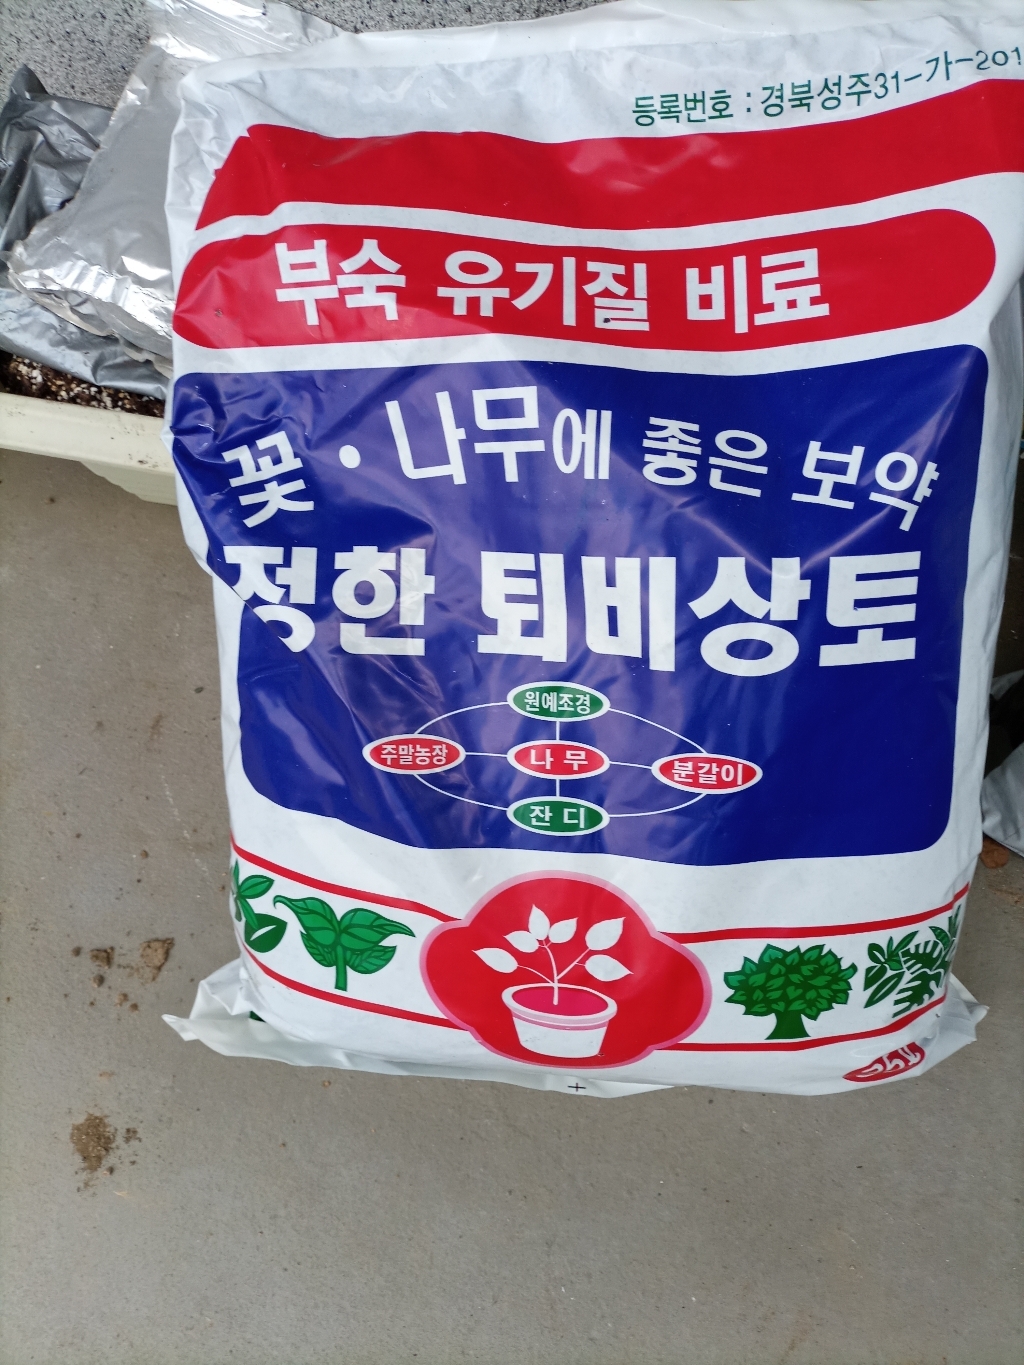 등록번호 : 경북성주31-가-201
부숙 유기질 비료
꽃·나무에 좋은 보약
정한 퇴비상토
원예조경
주말농장 나무 분갈이
잔디